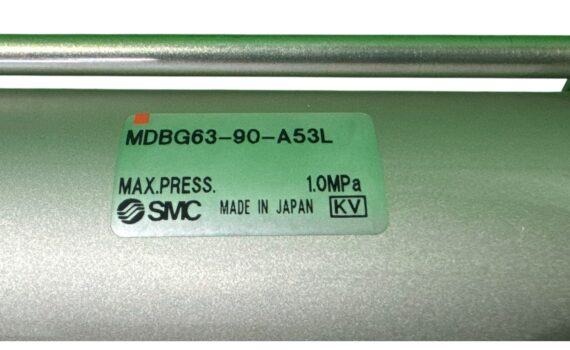 MDBG63-90-A53L
MAX.PRESS. 1.0MPa
SMC MADE IN JAPAN KV